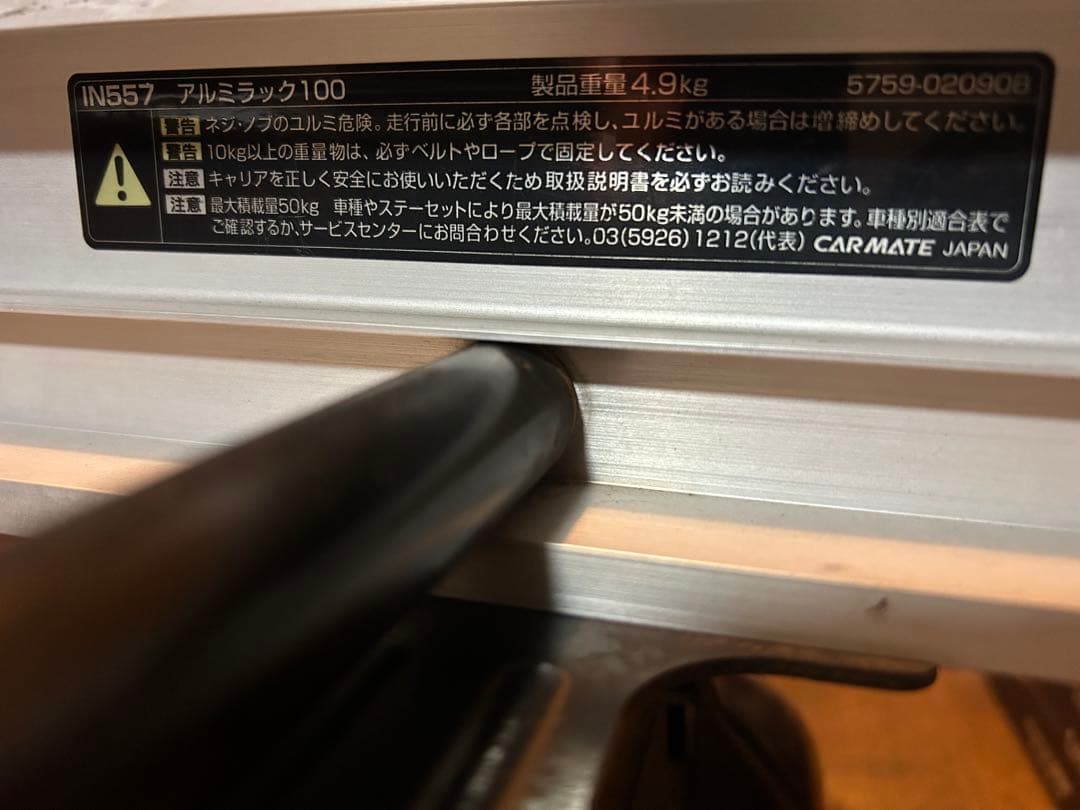 IN557 アルミラック100 製品重量4.9kg 5759-02090B
警告 ネジ・ノブのユルミ危険。走行前に必ず各部を点検し、ユルミがある場合は増締めしてください。
警告 10kg以上の重量物は、必ずベルトやロープで固定してください。
注意 キャリアを正しく安全にお使いいただくため取扱説明書を必ずお読みください。
注意 最大積載量50kg 車種やステーセットにより最大積載量が50kg未満の場合があります。車種別適合表で
ご確認するか、サービスセンターにお問合わせください。03(5926)1212(代表) CARMATE JAPAN